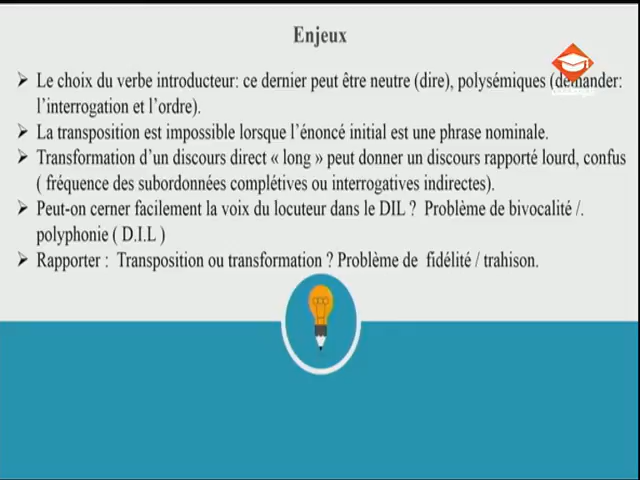 Enjeux
➢ Le choix du verbe introducteur: ce dernier peut être neutre (dire), polysémiques (demander:
l’interrogation et l’ordre).
➢ La transposition est impossible lorsque l’énoncé initial est une phrase nominale.
➢ Transformation d’un discours direct « long » peut donner un discours rapporté lourd, confus
( fréquence des subordonnées complétives ou interrogatives indirectes).
➢ Peut-on cerner facilement la voix du locuteur dans le DIL ? Problème de bivocalité /.
polyphonie ( D.I.L )
➢ Rapporter : Transposition ou transformation ? Problème de fidélité / trahison.